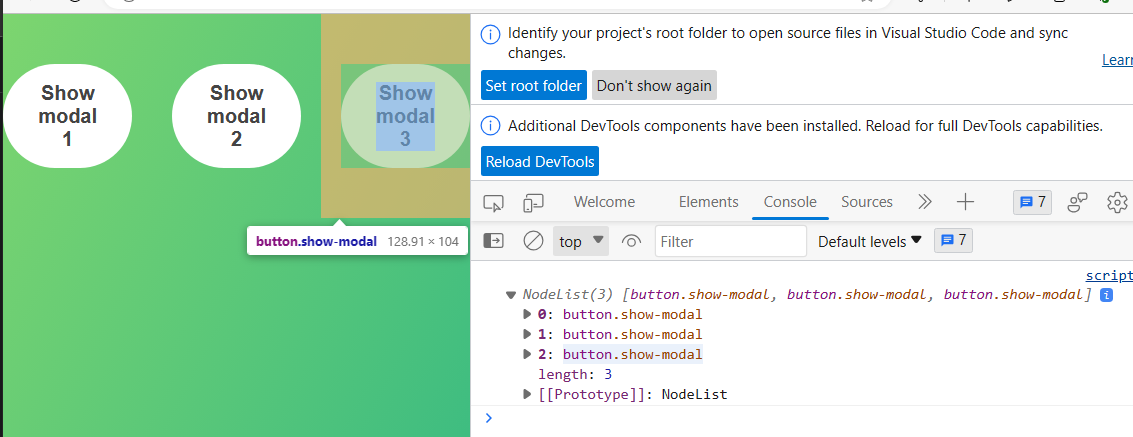 Show
modal
1
Show
modal
2
Show
modal
3
button.show-modal 128.91 × 104
Identify your project's root folder to open source files in Visual Studio Code and sync
changes.
Learn
Set root folder
Don't show again
Additional DevTools components have been installed. Reload for full DevTools capabilities.
Reload DevTools
Welcome Elements Console Sources 7
top Filter Default levels 7
script
NodeList(3) [button.show-modal, button.show-modal, button.show-modal] i
0: button.show-modal
1: button.show-modal
2: button.show-modal
length: 3
[[Prototype]]: NodeList